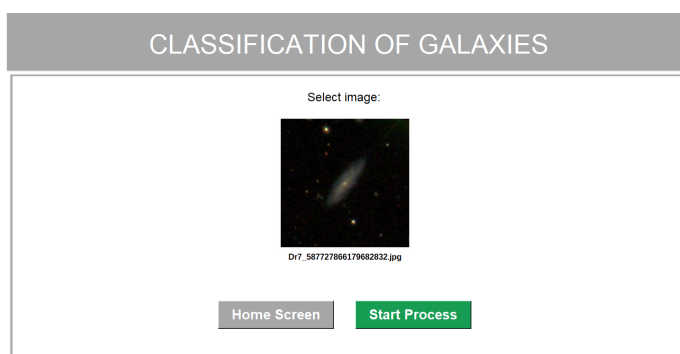 CLASSIFICATION OF GALAXIES
Select image:
Dr7_587727866179682832.jpg
Home Screen
Start Process